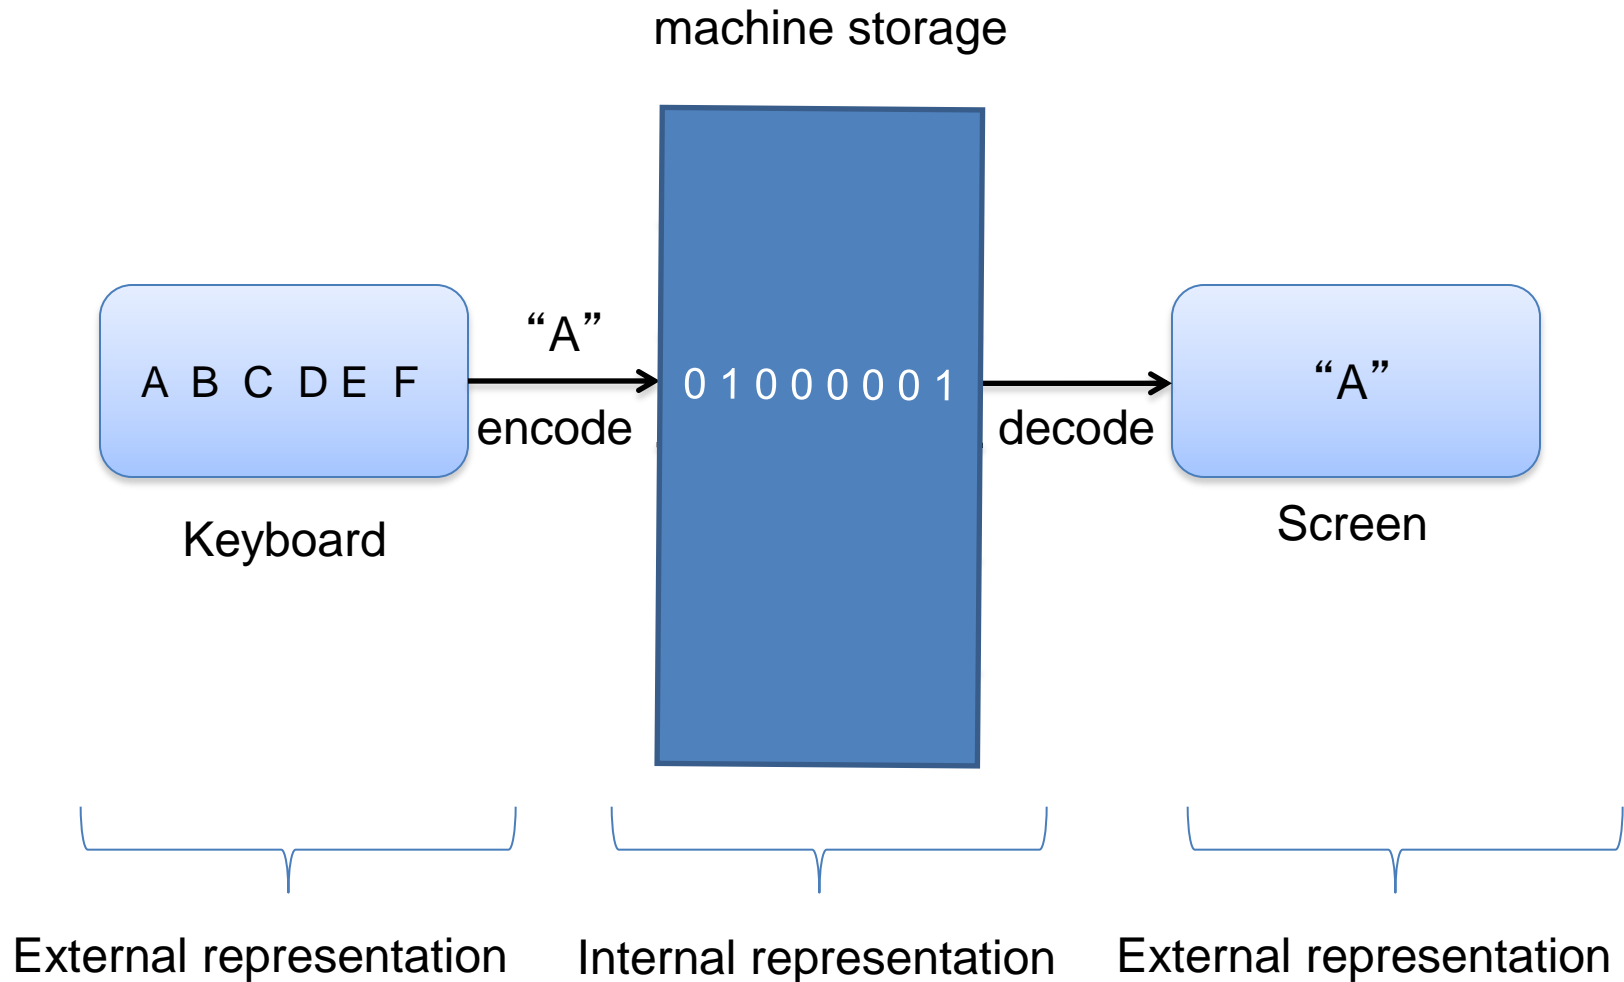 machine storage
A B C D E F
“A”
encode
0 1 0 0 0 0 0 1
decode
“A”
Keyboard
Screen
External representation
Internal representation
External representation